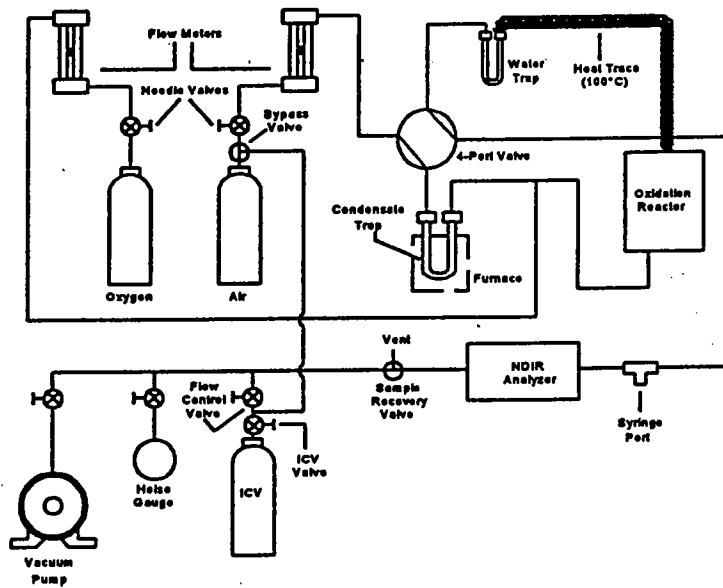 Flow Meters
Needle Valves
Bypass
Valve
Water
Trap
Heat Trace
(100°C)
4-Port Valve
Oxidation
Reactor
Condensate
Trap
Furnace
Oxygen
Air
Vent
Sample
Recovery
Valve
NDIR
Analyzer
Syringe
Port
Flow
Control
Valve
ICV
Valve
Heise
Gauge
ICV
Vacuum
Pump